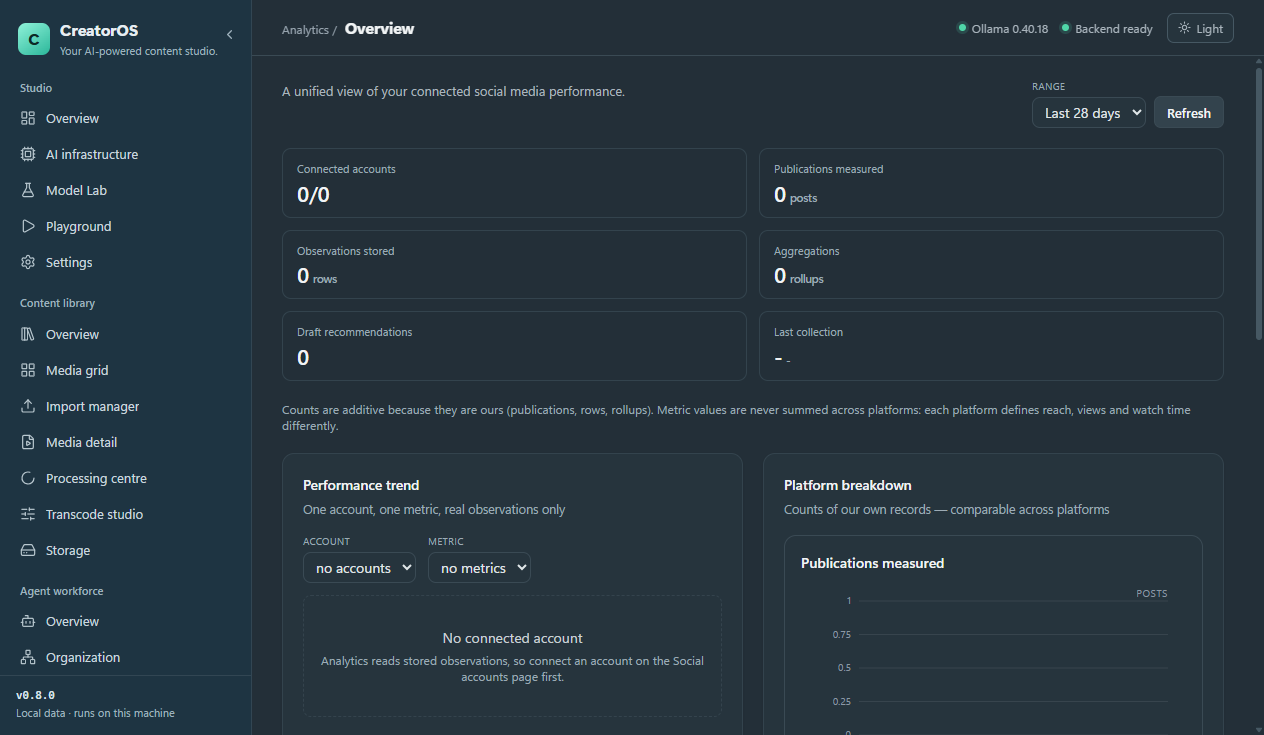 C
CreatorOS
Your AI-powered content studio.
Studio
Overview
AI infrastructure
Model Lab
Playground
Settings
Content library
Overview
Media grid
Import manager
Media detail
Processing centre
Transcode studio
Storage
Agent workforce
Overview
Organization
v0.8.0
Local data · runs on this machine
Analytics / Overview
Ollama 0.40.18
Backend ready
Light
A unified view of your connected social media performance.
RANGE
Last 28 days
Refresh
Connected accounts
0/0
Publications measured
0 posts
Observations stored
0 rows
Aggregations
0 rollups
Draft recommendations
0
Last collection
- -
Counts are additive because they are ours (publications, rows, rollups). Metric values are never summed across platforms: each platform defines reach, views and watch time
differently.
Performance trend
One account, one metric, real observations only
ACCOUNT
METRIC
no accounts
no metrics
No connected account
Analytics reads stored observations, so connect an account on the Social
accounts page first.
Platform breakdown
Counts of our own records — comparable across platforms
Publications measured
POSTS
1
0.75
0.5
0.25
0